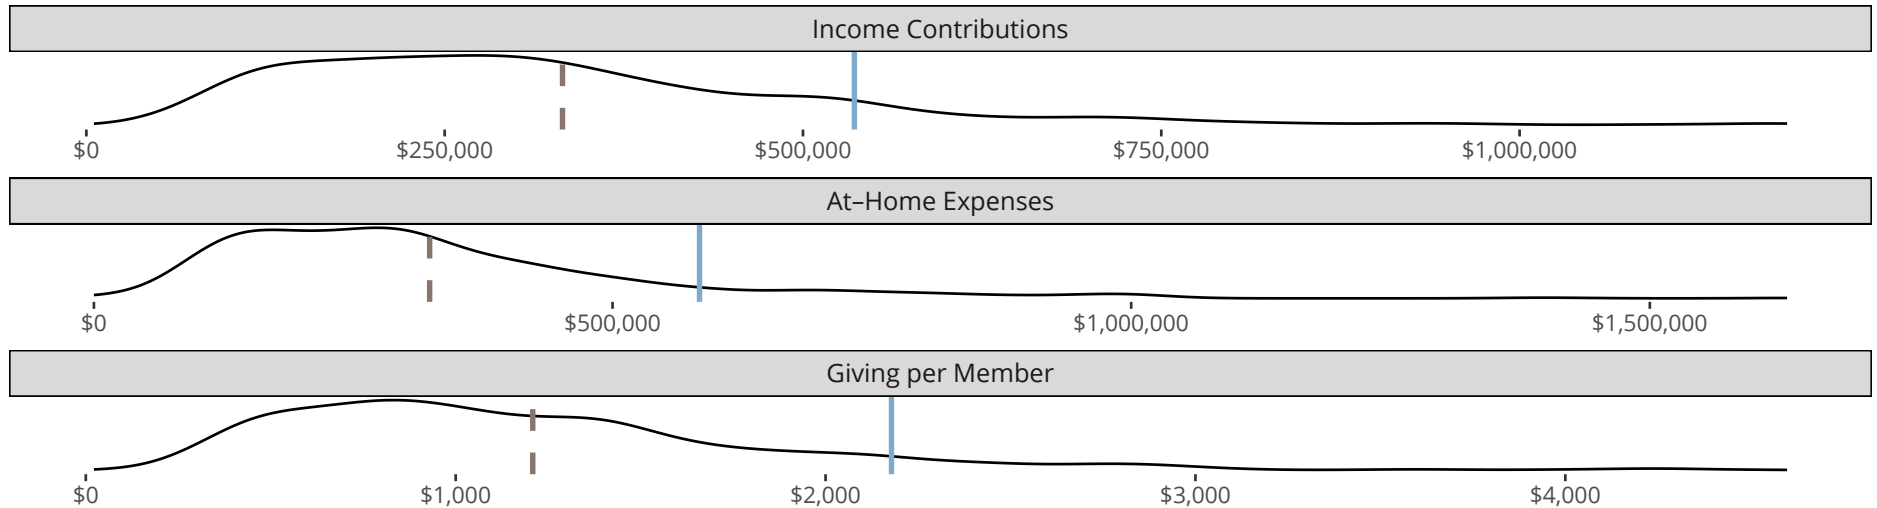 Income Contributions
$0 $250,000 $500,000 $750,000 $1,000,000
At–Home Expenses
$0 $500,000 $1,000,000 $1,500,000
Giving per Member
$0 $1,000 $2,000 $3,000 $4,000